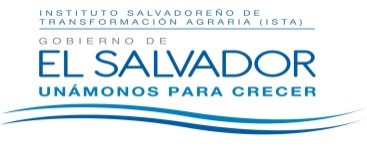 INSTITUTO SALVADOREÑO DE
TRANSFORMACIÓN AGRARIA (ISTA)
GOBIERNO DE
EL SALVADOR
UNÁMONOS PARA CRECER